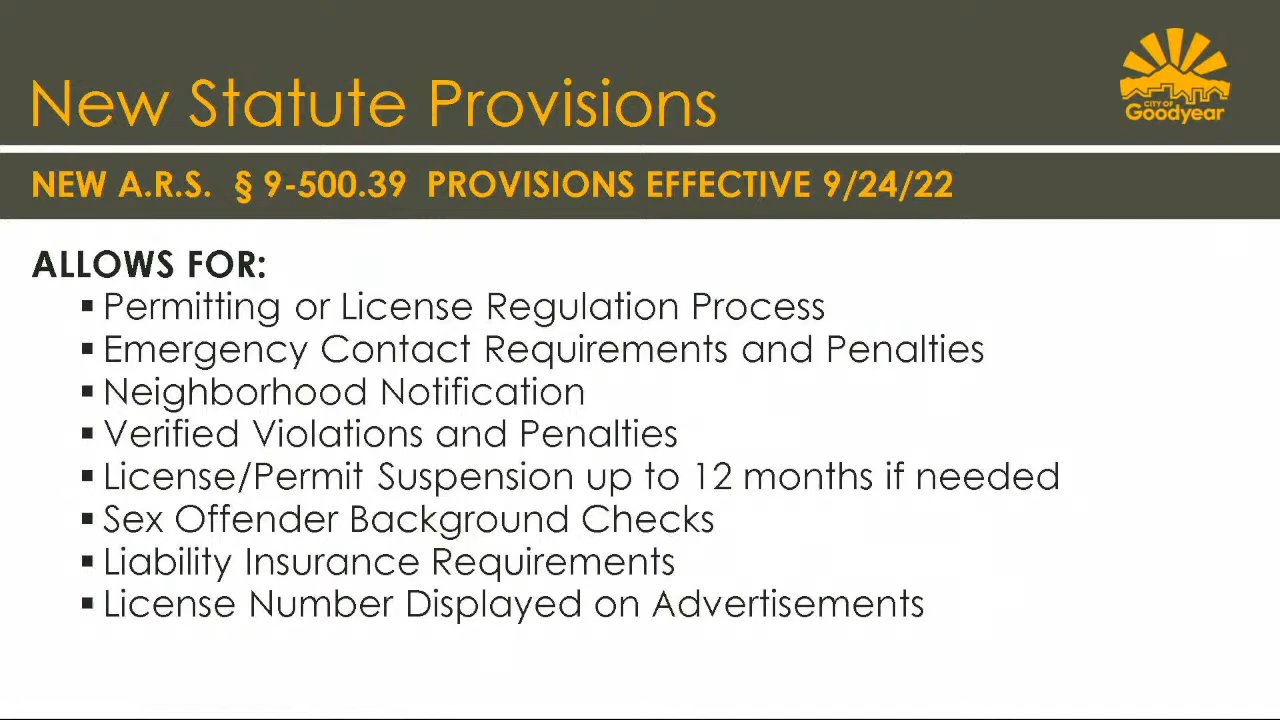 New Statute Provisions
CITY OF
Goodyear
NEW A.R.S. § 9-500.39 PROVISIONS EFFECTIVE 9/24/22
ALLOWS FOR:
▪ Permitting or License Regulation Process
▪ Emergency Contact Requirements and Penalties
▪ Neighborhood Notification
▪ Verified Violations and Penalties
▪ License/Permit Suspension up to 12 months if needed
▪ Sex Offender Background Checks
▪ Liability Insurance Requirements
▪ License Number Displayed on Advertisements